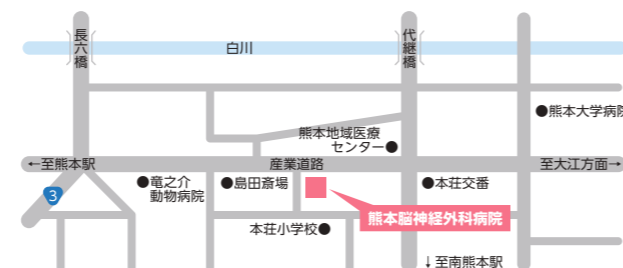 長六橋
白川
代継橋
●熊本大学病院
熊本地域医療
センター●
←至熊本駅
産業道路
至大江方面→
3
●竜之介
動物病院
●島田斎場
●本荘交番
熊本脳神経外科病院
本荘小学校●
↓至南熊本駅